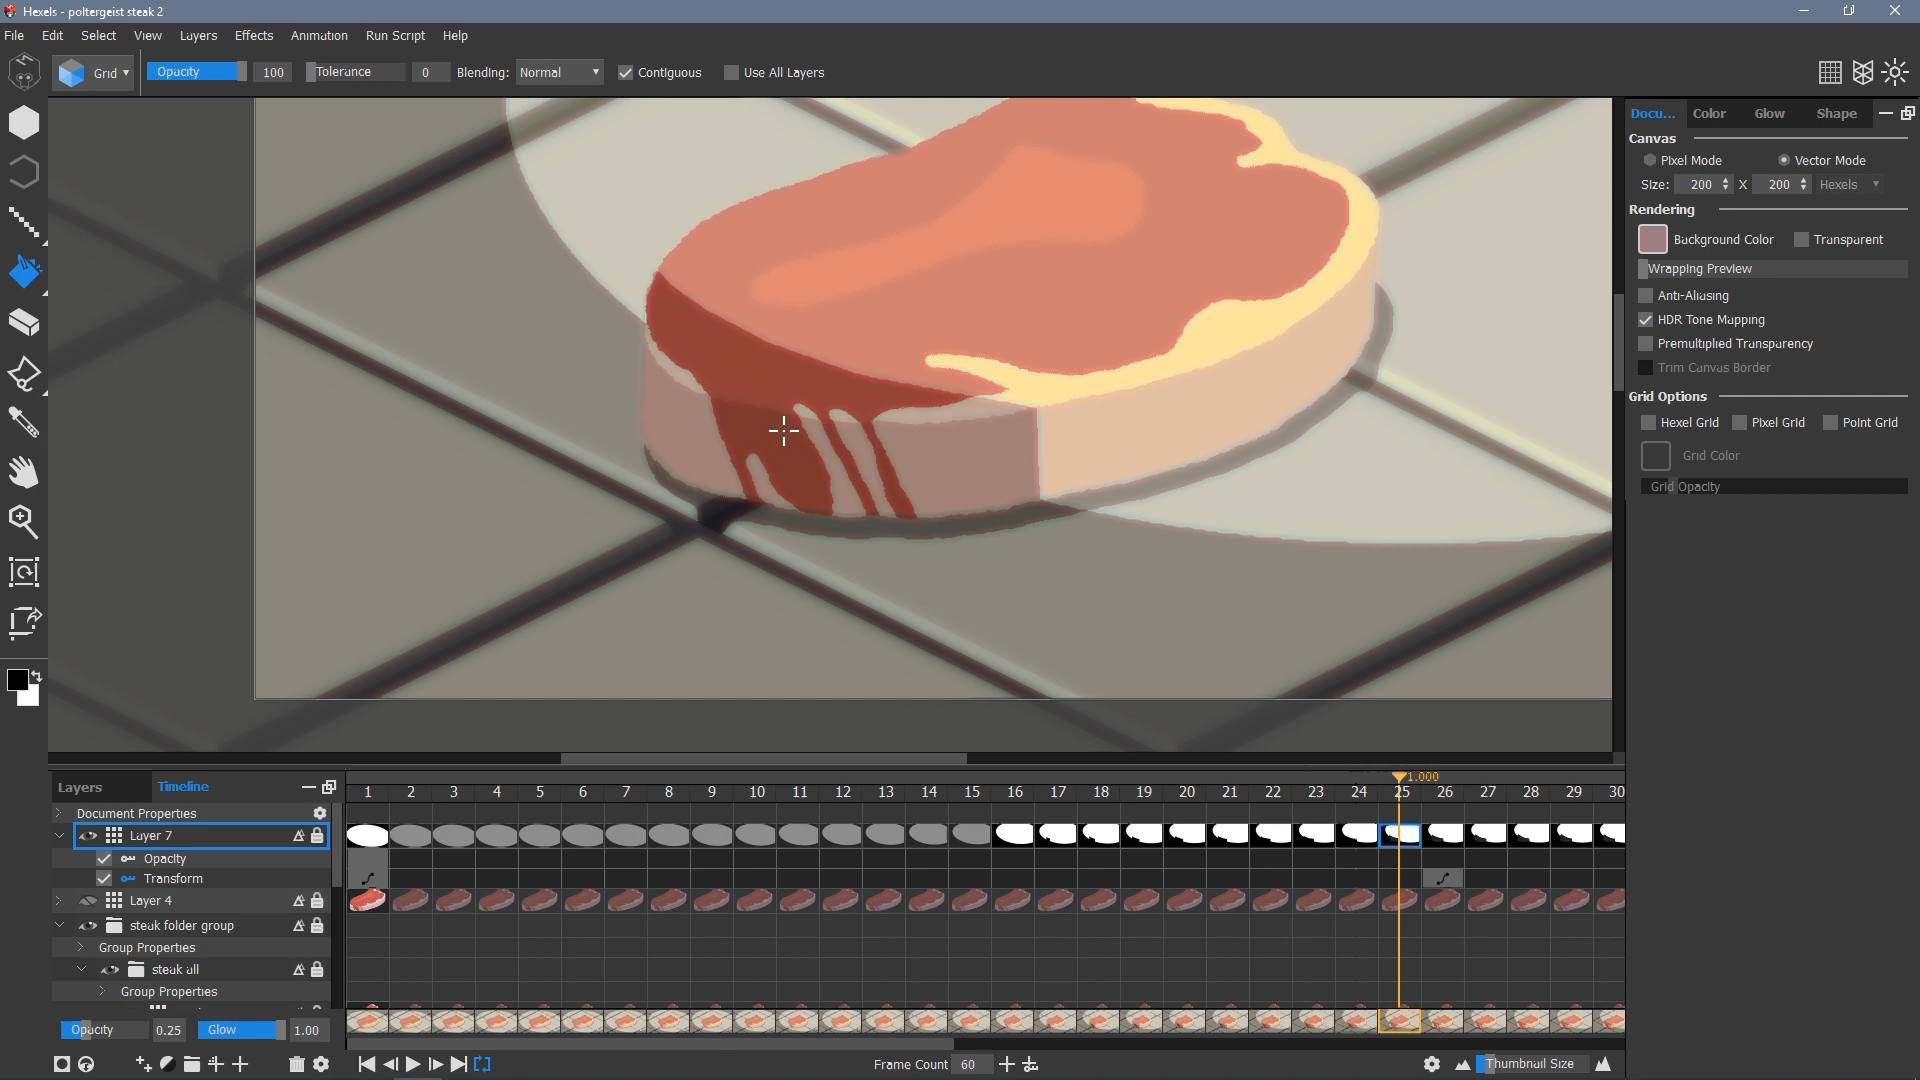 Hexels - poltergeist steak 2
File Edit Select View Layers Effects Animation Run Script Help
Grid Opacity 100 Tolerance 0 Blending: Normal Contiguous Use All Layers
Docu... Color Glow Shape
Canvas
Pixel Mode Vector Mode
Size: 200 X 200 Hexels
Rendering
Background Color Transparent
Wrapping Preview
Anti-Aliasing
HDR Tone Mapping
Premultiplied Transparency
Trim Canvas Border
Grid Options
Hexel Grid Pixel Grid Point Grid
Grid Color
Grid Opacity
Layers Timeline
1.000
1 2 3 4 5 6 7 8 9 10 11 12 13 14 15 16 17 18 19 20 21 22 23 24 25 26 27 28 29 30
Document Properties
Layer 7
Opacity
Transform
Layer 4
steak folder group
Group Properties
steak all
Group Properties
Opacity 0.25 Glow 1.00
Frame Count 60
Thumbnail Size